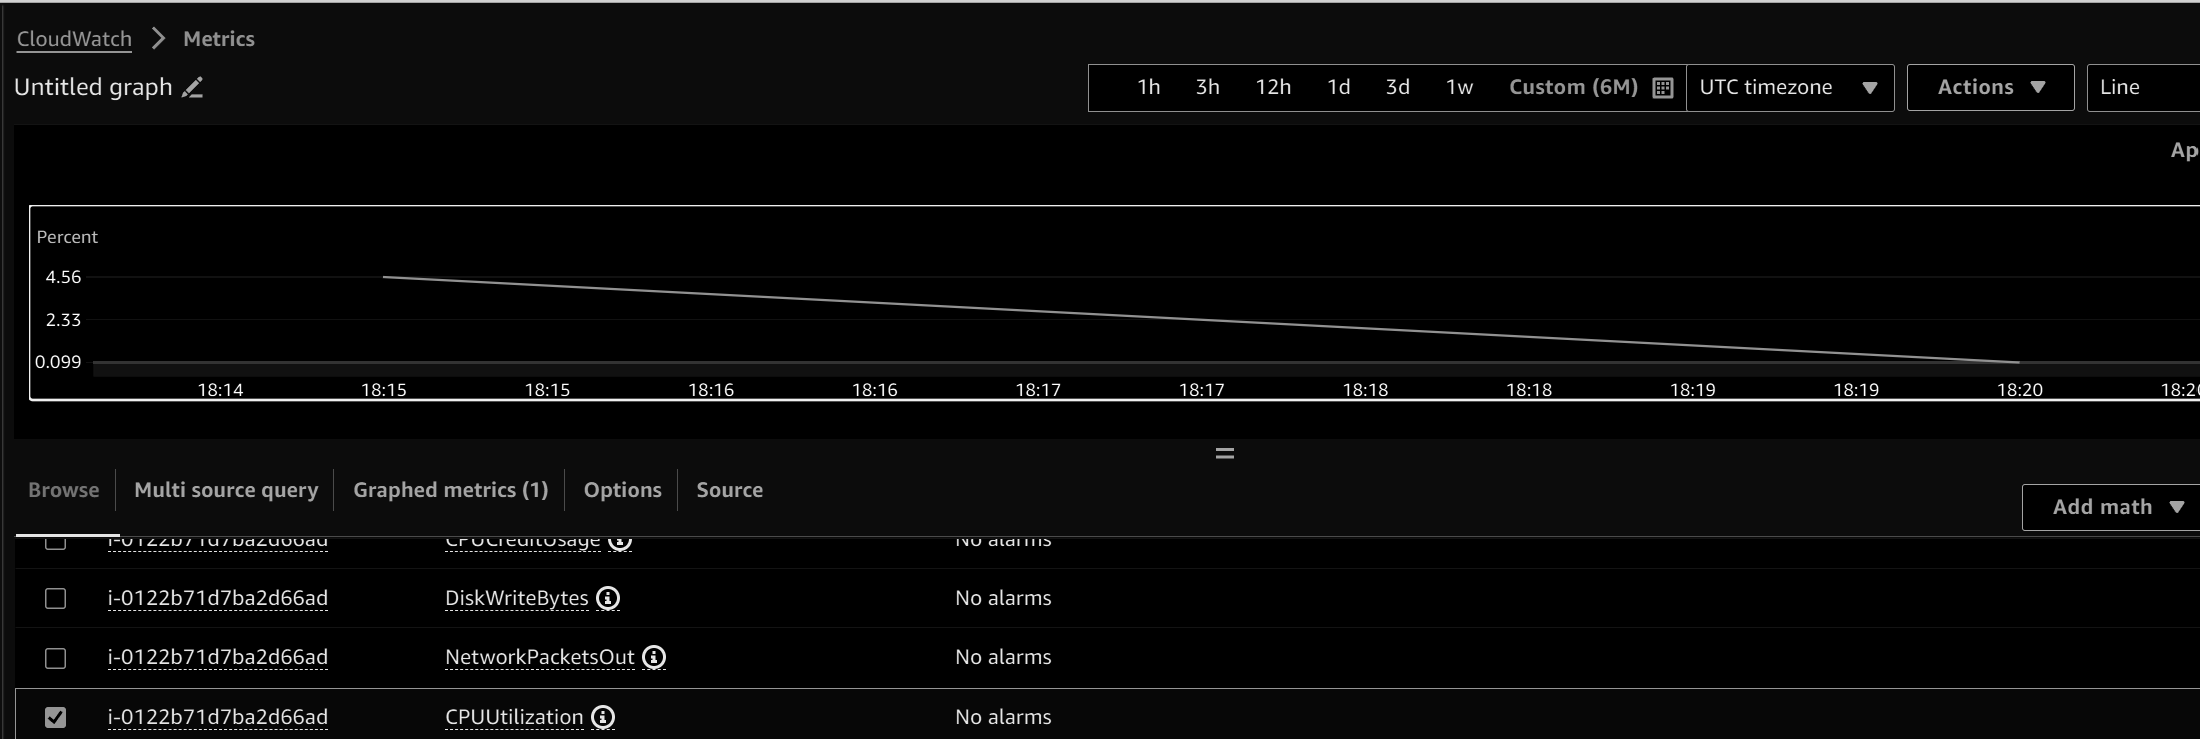 CloudWatch > Metrics
Untitled graph
1h 3h 12h 1d 3d 1w Custom (6M) UTC timezone Actions Line
Percent
4.56
2.33
0.099
18:14 18:15 18:15 18:16 18:16 18:17 18:17 18:18 18:18 18:19 18:19 18:20
Browse Multi source query Graphed metrics (1) Options Source
Add math
i-0122b71d7ba2d66ad CPUCreditUsage No alarms
i-0122b71d7ba2d66ad DiskWriteBytes No alarms
i-0122b71d7ba2d66ad NetworkPacketsOut No alarms
i-0122b71d7ba2d66ad CPUUtilization No alarms